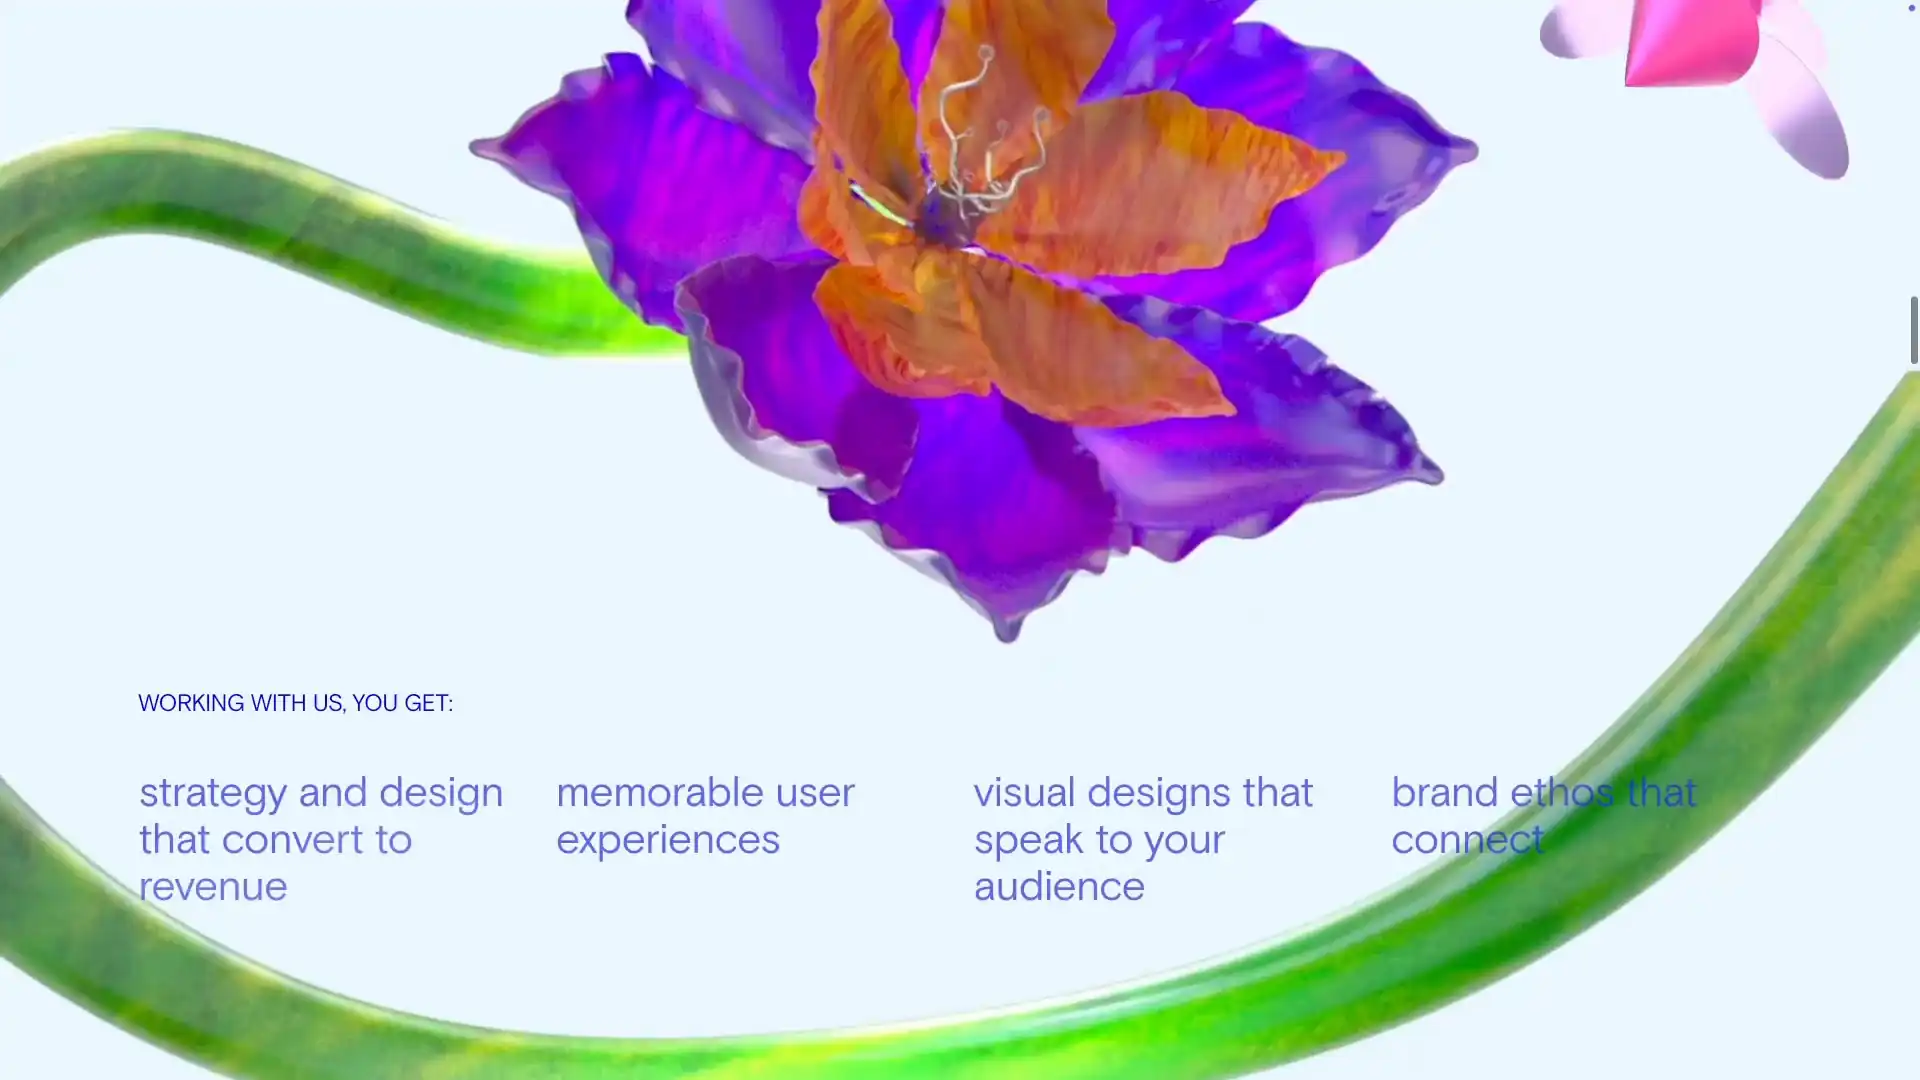 WORKING WITH US, YOU GET:
strategy and design
that convert to
revenue
memorable user
experiences
visual designs that
speak to your
audience
brand ethos that
connect